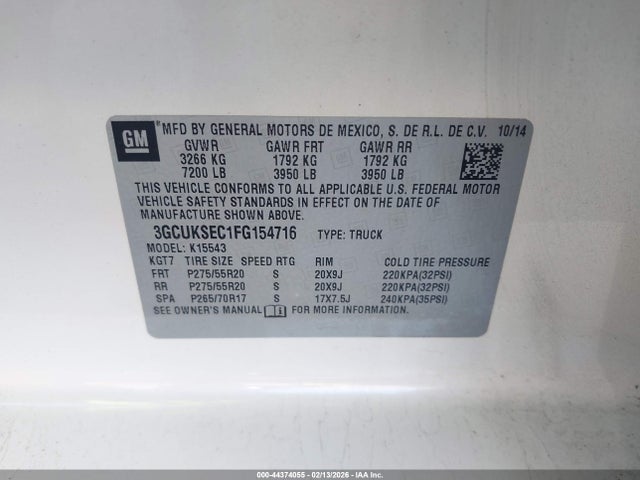 GM ® MFD BY GENERAL MOTORS DE MEXICO, S. DE R.L. DE C.V. 10/14
GVWR GAWR FRT GAWR RR
3266 KG 1792 KG 1792 KG
7200 LB 3950 LB 3950 LB
THIS VEHICLE CONFORMS TO ALL APPLICABLE U.S. FEDERAL MOTOR
VEHICLE SAFETY STANDARDS IN EFFECT ON THE DATE OF
MANUFACTURE SHOWN ABOVE.
3GCUKSEC1FG154716 TYPE: TRUCK
MODEL: K15543
KGT7 TIRE SIZE SPEED RTG RIM COLD TIRE PRESSURE
FRT P275/55R20 S 20X9J 220KPA(32PSI)
RR P275/55R20 S 20X9J 220KPA(32PSI)
SPA P265/70R17 S 17X7.5J 240KPA(35PSI)
SEE OWNER'S MANUAL FOR MORE INFORMATION.
000-44374055 - 02/13/2026 - IAA Inc.